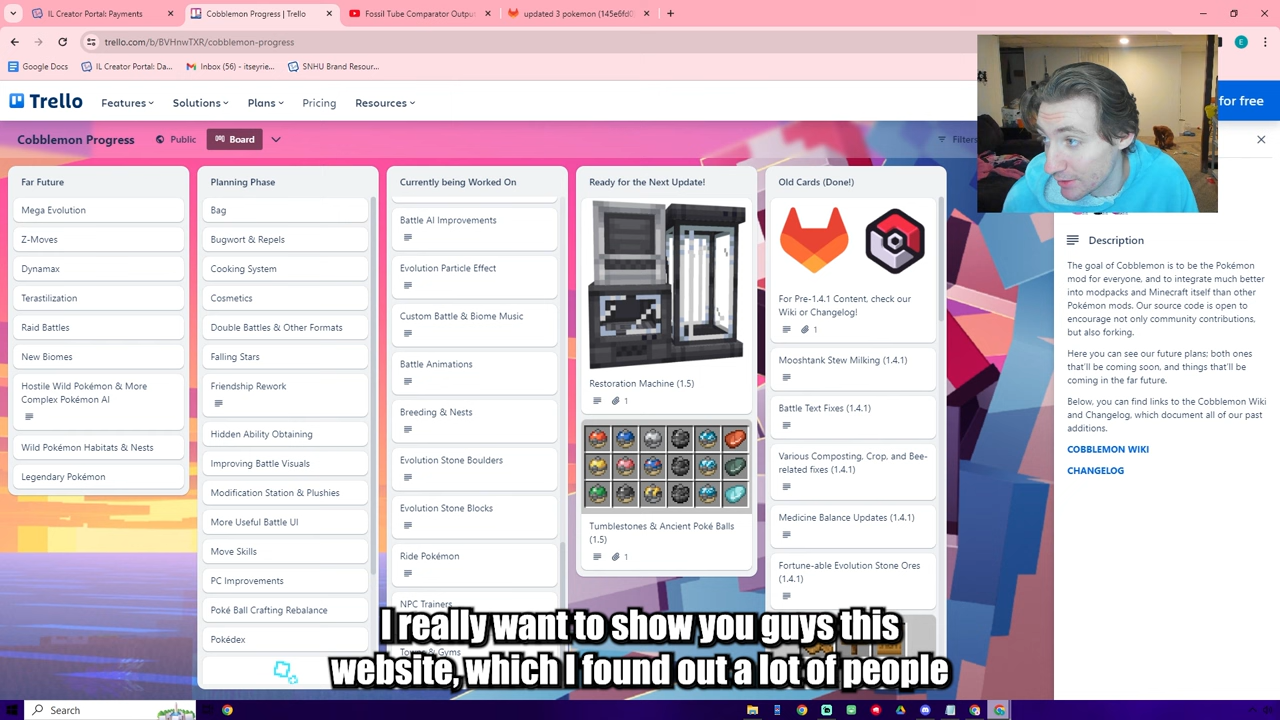 IL Creator Portal: Payments
Cobblemon Progress | Trello
Fossil Tube Comparator Outpu
updated 3 pokemon (145e6fd0
trello.com/b/BVHnwTXR/cobblemon-progress
E
Google Docs
IL Creator Portal: Da...
Inbox (56) - itseyrie...
SNHU Brand Resour...
Trello
Features
Solutions
Plans
Pricing
Resources
for free
Cobblemon Progress
Public
Board
Filters
Far Future
Mega Evolution
Z-Moves
Dynamax
Terastilization
Raid Battles
New Biomes
Hostile Wild Pokémon & More
Complex Pokémon AI
Wild Pokémon Habitats & Nests
Legendary Pokémon
Planning Phase
Bag
Bugwort & Repels
Cooking System
Cosmetics
Double Battles & Other Formats
Falling Stars
Friendship Rework
Hidden Ability Obtaining
Improving Battle Visuals
Modification Station & Plushies
More Useful Battle UI
Move Skills
PC Improvements
Poké Ball Crafting Rebalance
Pokédex
Currently being Worked On
Battle AI Improvements
Evolution Particle Effect
Custom Battle & Biome Music
Battle Animations
Breeding & Nests
Evolution Stone Boulders
Evolution Stone Blocks
Ride Pokémon
NPC Trainers
Ready for the Next Update!
Restoration Machine (1.5)
1
Tumblestones & Ancient Poké Balls
(1.5)
1
Old Cards (Done!)
For Pre-1.4.1 Content, check our
Wiki or Changelog!
1
Mooshtank Stew Milking (1.4.1)
Battle Text Fixes (1.4.1)
Various Composting, Crop, and Bee-
related fixes (1.4.1)
Medicine Balance Updates (1.4.1)
Fortune-able Evolution Stone Ores
(1.4.1)
Description
The goal of Cobblemon is to be the Pokémon
mod for everyone, and to integrate much better
into modpacks and Minecraft itself than other
Pokémon mods. Our source code is open to
encourage not only community contributions,
but also forking.
Here you can see our future plans; both ones
that'll be coming soon, and things that'll be
coming in the far future.
Below, you can find links to the Cobblemon Wiki
and Changelog, which document all of our past
additions.
COBBLEMON WIKI
CHANGELOG
I really want to show you guys this
website, which I found out a lot of people
Search